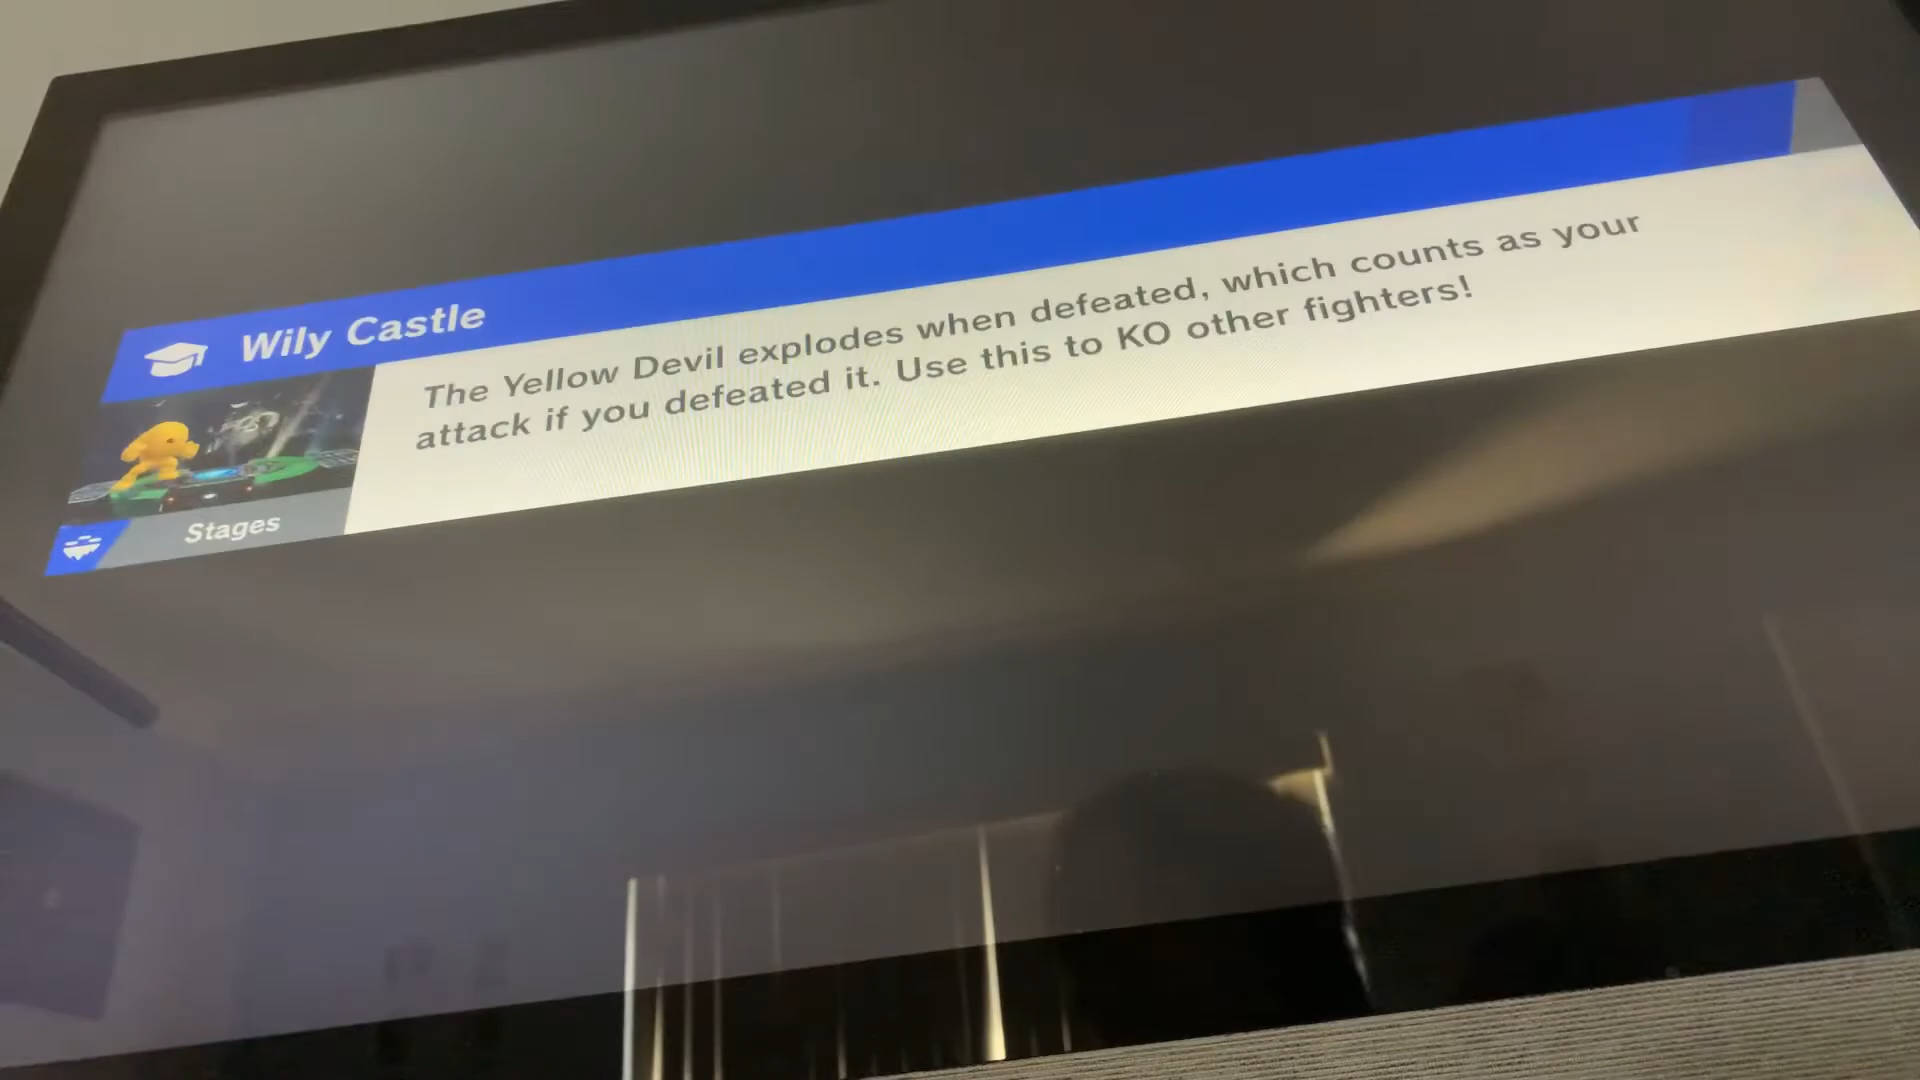 Wily Castle
The Yellow Devil explodes when defeated, which counts as your
attack if you defeated it. Use this to KO other fighters!
Stages